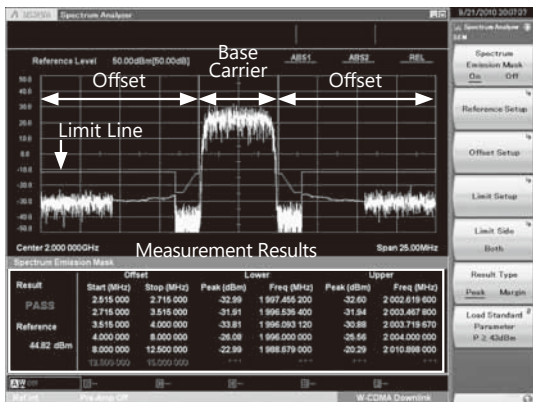 Spectrum Analyzer
9/21/2010 20:07:07
Spectrum Analyzer
SEM
Reference Level 50.00dBm[50.00dB]
ABS1 ABS2 REL
Base
Carrier
Offset
Offset
Limit Line
50.0
40.0
20.0
10.0
-10.0
-20.0
-30.0
-40.0
-50.0
Center 2.000 000GHz
Span 25.00MHz
Measurement Results
Spectrum Emission Mask
Offset Lower Upper
Result Start (MHz) Stop (MHz) Peak (dBm) Freq (MHz) Peak (dBm) Freq (MHz)
PASS
Reference
44.82 dBm
2.515 000 2.715 000 -32.99 1 997.455 200 -32.60 2 002.619 600
2.715 000 3.515 000 -31.91 1 996.535 400 -31.94 2 003.467 800
3.515 000 4.000 000 -33.81 1 996.093 120 -30.88 2 003.719 670
4.000 000 8.000 000 -26.08 1 996.000 000 -25.56 2 004.000 000
8.000 000 12.500 000 -22.99 1 988.679 000 -20.29 2 010.898 000
13.500 000 15.000 000 *** *** *** ***
Ref.Int
Pre-Amp Off
W-CDMA Downlink
Spectrum
Emission Mask
On Off
Reference Setup
Offset Setup
Limit Setup
Limit Side
Both
Result Type
Peak Margin
Load Standard
Parameter
P ≥ 43dBm